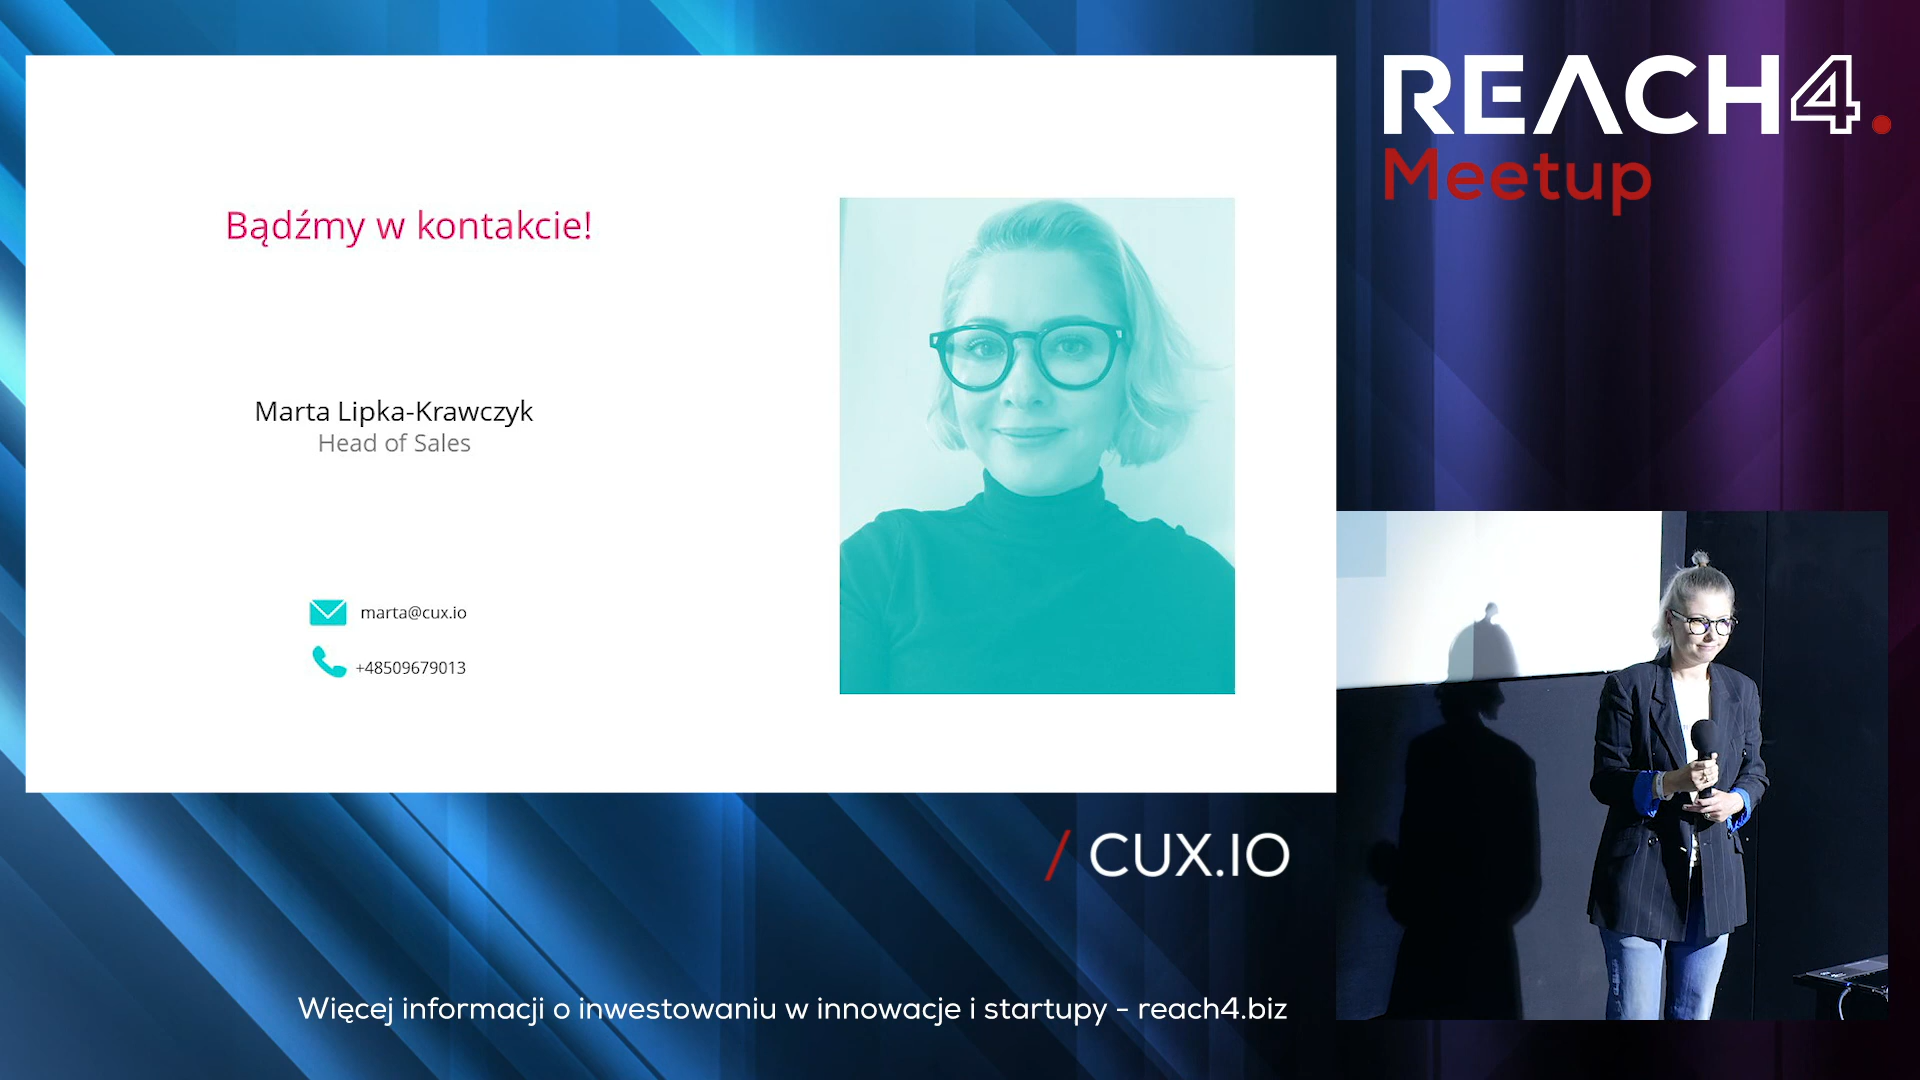 REACH4.
Meetup
Bądźmy w kontakcie!
Marta Lipka-Krawczyk
Head of Sales
marta@cux.io
+48509679013
/ CUX.IO
Więcej informacji o inwestowaniu w innowacje i startupy - reach4.biz